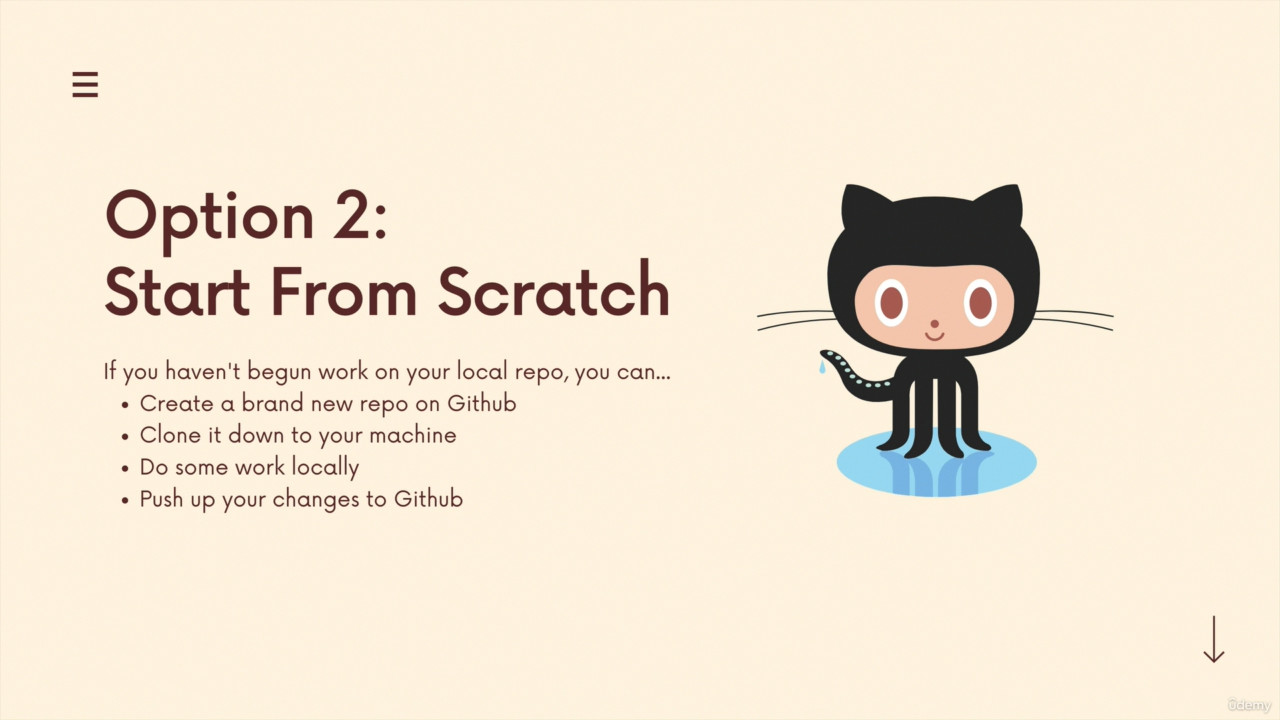 Option 2:
Start From Scratch
If you haven't begun work on your local repo, you can...
• Create a brand new repo on Github
• Clone it down to your machine
• Do some work locally
• Push up your changes to Github
ûdemy